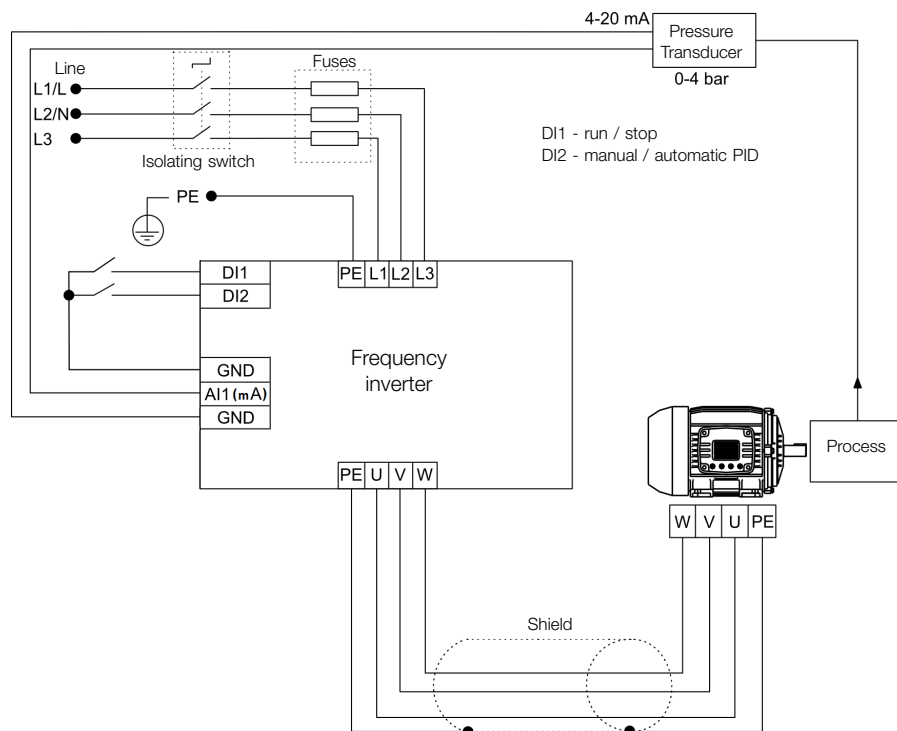 4-20 mA
Pressure
Transducer
0-4 bar
Line
Fuses
L1/L
L2/N
L3
Isolating switch
DI1 - run / stop
DI2 - manual / automatic PID
PE
PE L1 L2 L3
DI1
DI2
Frequency
inverter
GND
AI1 (mA)
GND
Process
PE U V W
W V U PE
Shield